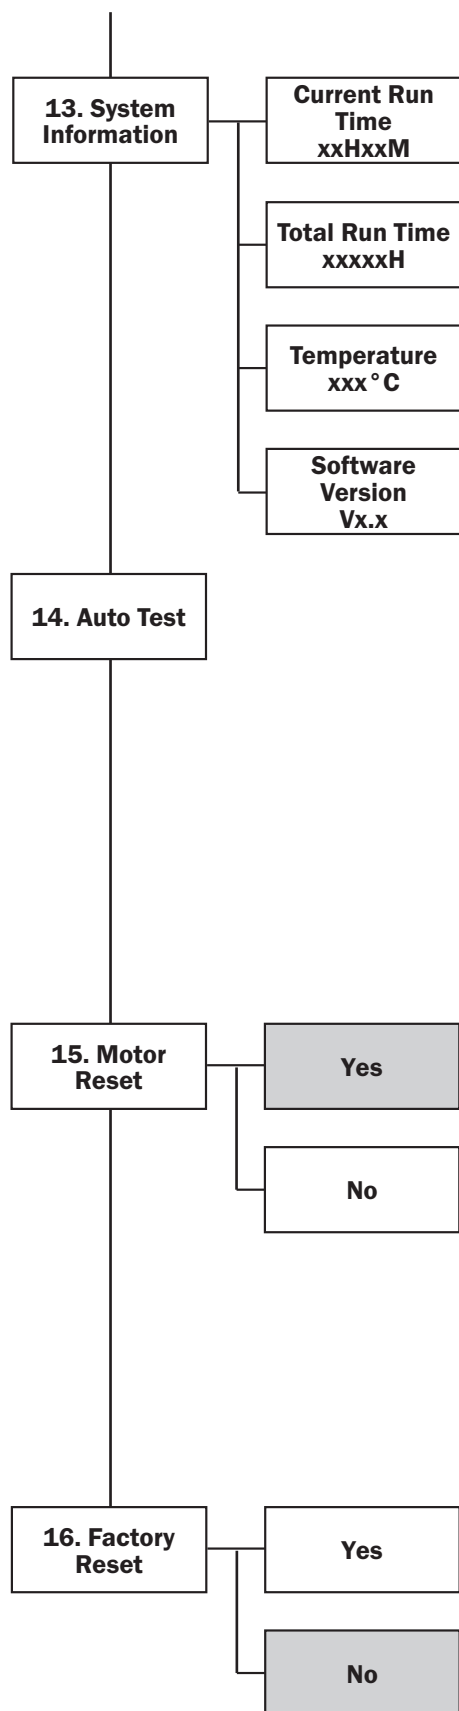 13. System
Information
Current Run
Time
xxHxxM
Total Run Time
xxxxxH
Temperature
xxx°C
Software
Version
Vx.x
14. Auto Test
15. Motor
Reset
Yes
No
16. Factory
Reset
Yes
No